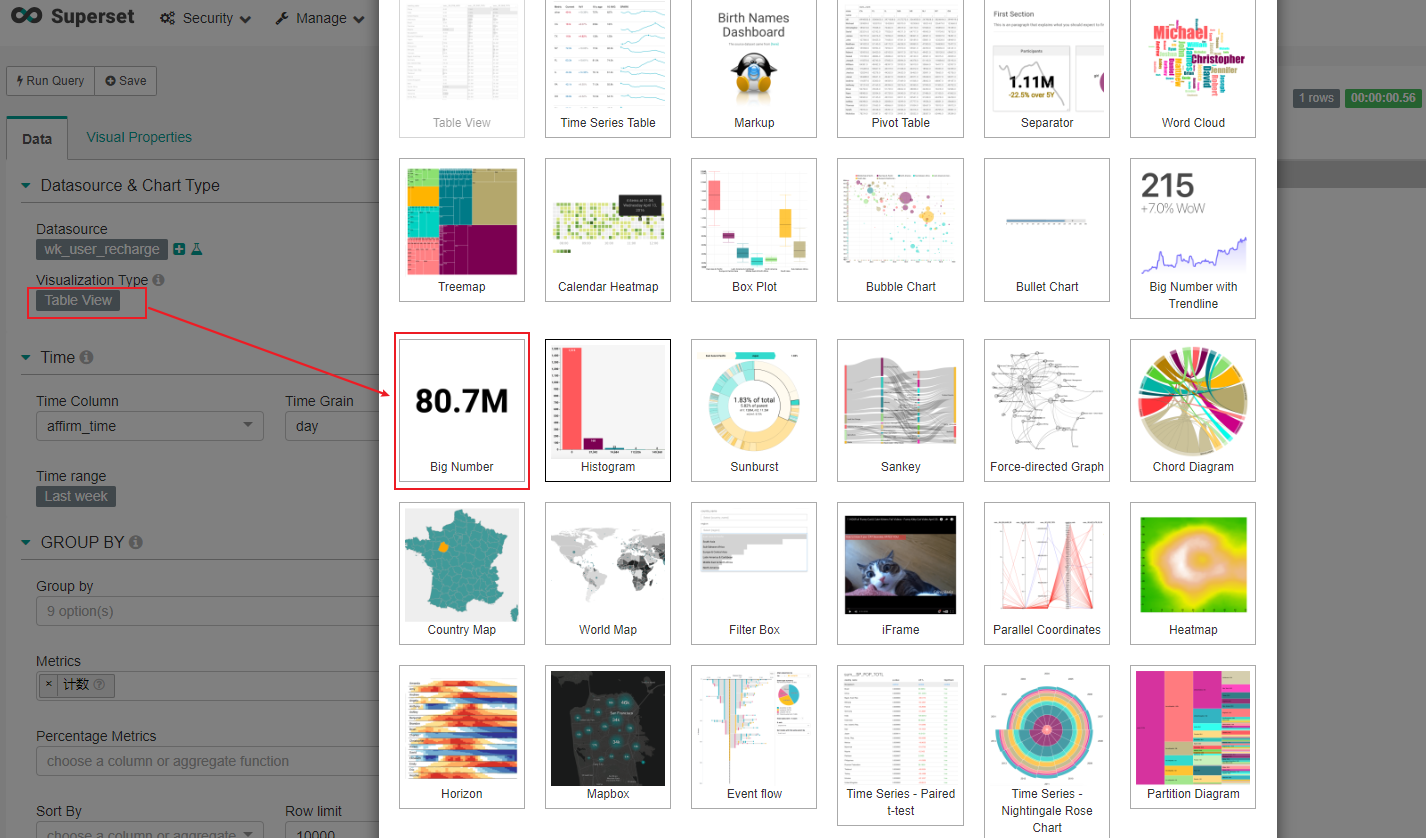 Superset
Security
Manage
Run Query
Save
1 rows
00:00:00.56
Data
Visual Properties
Datasource & Chart Type
Datasource
wk_user_recharge
Visualization Type
Table View
Time
Time Column
Time Grain
affirm_time
day
Time range
Last week
GROUP BY
Group by
9 option(s)
Metrics
× 计数
Percentage Metrics
choose a column or aggregate function
Sort By
Row limit
choose a column or aggregate
10000
Birth Names
Dashboard
First Section
Participants
1.11M
-22.5% over 5Y
Michael
Christopher
Jennifer
David
Table View
Time Series Table
Markup
Pivot Table
Separator
Word Cloud
215
+7.0% WoW
Treemap
Calendar Heatmap
Box Plot
Bubble Chart
Bullet Chart
Big Number with
Trendline
80.7M
1.83% of total
Big Number
Histogram
Sunburst
Sankey
Force-directed Graph
Chord Diagram
Country Map
World Map
Filter Box
iFrame
Parallel Coordinates
Heatmap
San Francisco
Horizon
Mapbox
Event flow
Time Series - Paired
t-test
Time Series -
Nightingale Rose
Chart
Partition Diagram